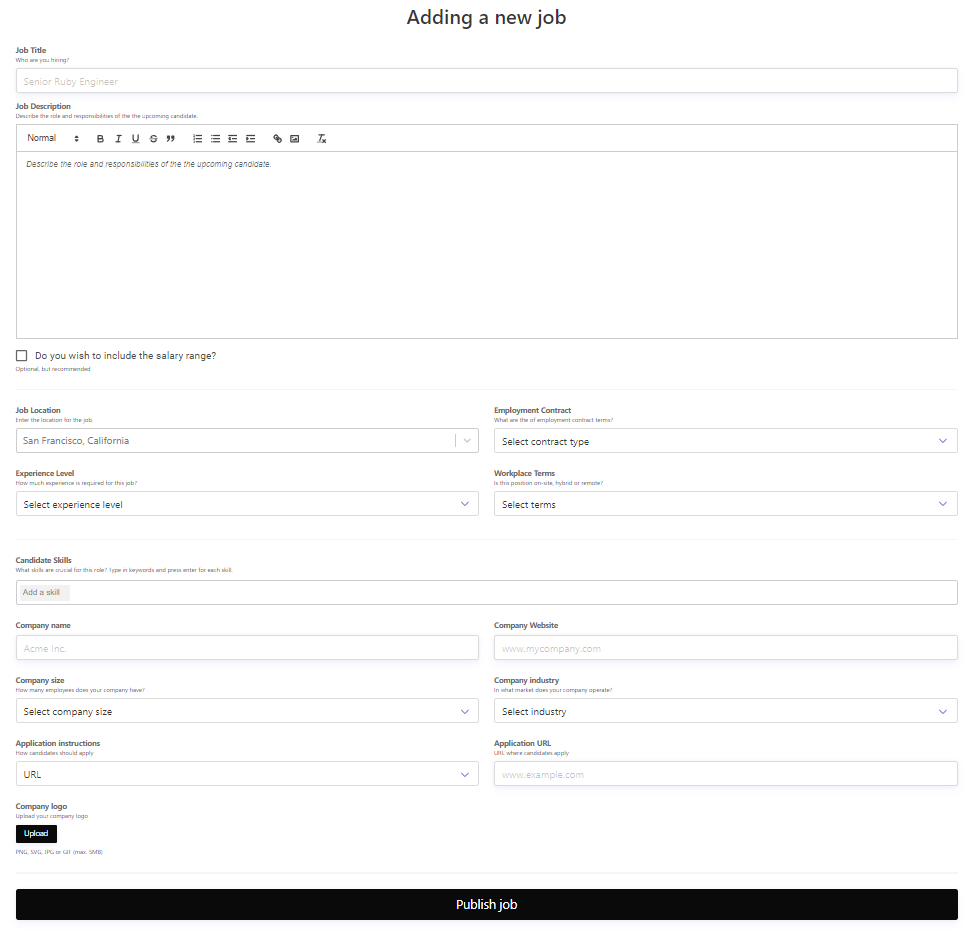 Adding a new job
Job Title
Who are you hiring?
Senior Ruby Engineer
Job Description
Describe the role and responsibilities of the the upcoming candidate.
Normal
Describe the role and responsibilities of the the upcoming candidate.
Do you wish to include the salary range?
Optional, but recommended
Job Location
Enter the location for the job
San Francisco, California
Employment Contract
What are the of employment contract terms?
Select contract type
Experience Level
How much experience is required for this job?
Select experience level
Workplace Terms
Is this position on-site, hybrid or remote?
Select terms
Candidate Skills
What skills are crucial for this role? Type in keywords and press enter for each skill.
Add a skill
Company name
Acme Inc.
Company Website
www.mycompany.com
Company size
How many employees does your company have?
Select company size
Company industry
In what market does your company operate?
Select industry
Application instructions
How candidates should apply
URL
Application URL
URL where candidates apply
www.example.com
Company logo
Upload your company logo
Upload
PNG, SVG, JPG or GIT (max. 5MB)
Publish job